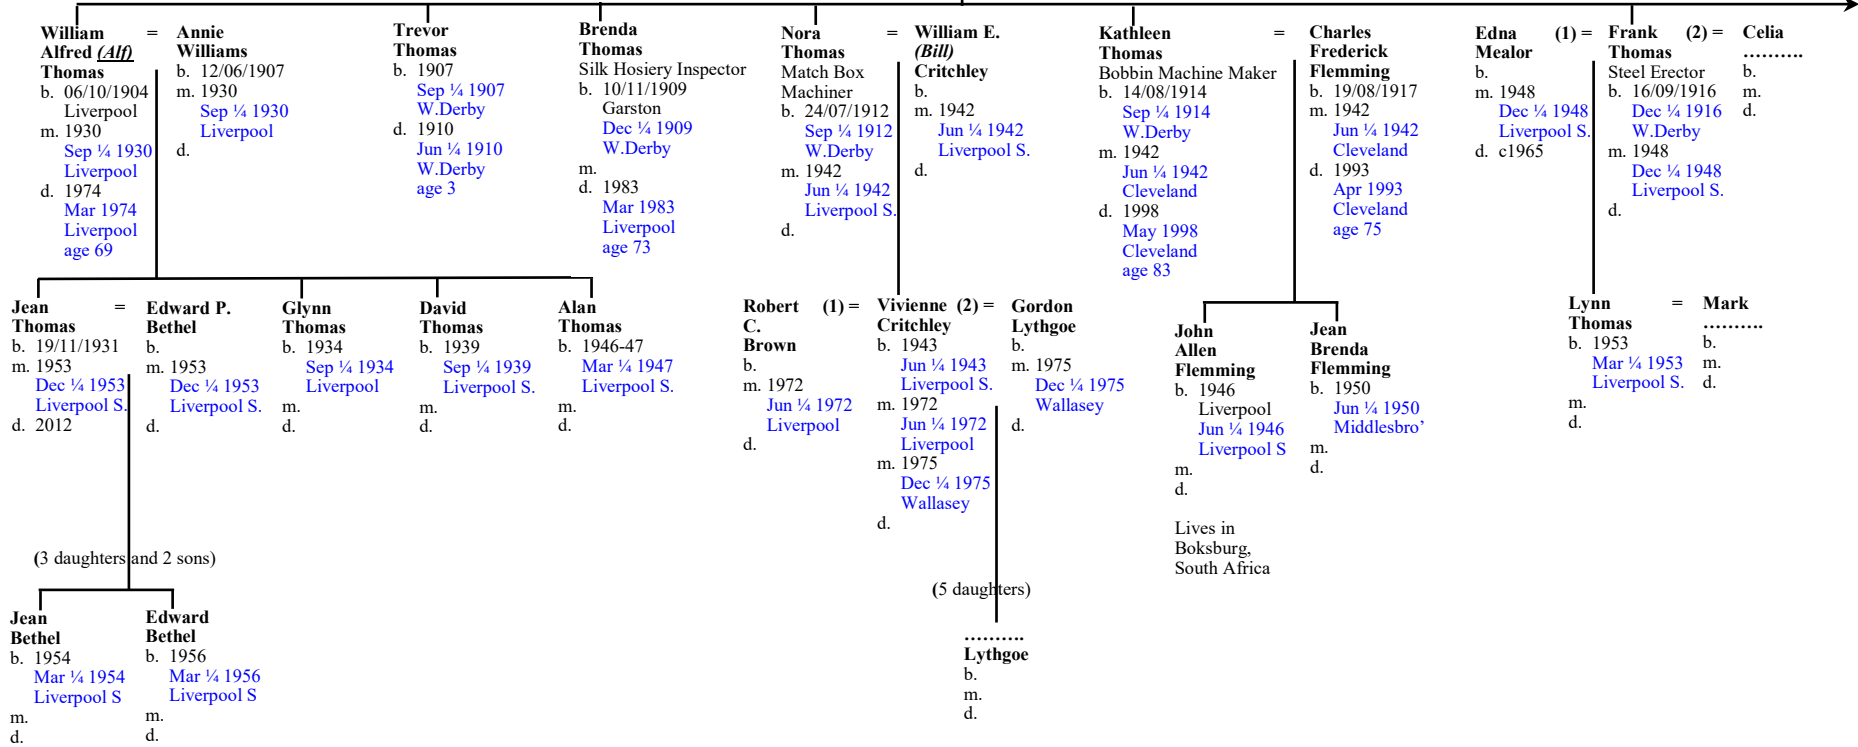 William =
Alfred (Alf)
Thomas
b. 06/10/1904
Liverpool
m. 1930
Sep ¼ 1930
Liverpool
d. 1974
Mar 1974
Liverpool
age 69
Annie
Williams
b. 12/06/1907
m. 1930
Sep ¼ 1930
Liverpool
d.
Trevor
Thomas
b. 1907
Sep ¼ 1907
W.Derby
d. 1910
Jun ¼ 1910
W.Derby
age 3
Brenda
Thomas
Silk Hosiery Inspector
b. 10/11/1909
Garston
Dec ¼ 1909
W.Derby
m.
d. 1983
Mar 1983
Liverpool
age 73
Nora =
Thomas
Match Box
Machiner
b. 24/07/1912
Sep ¼ 1912
W.Derby
m. 1942
Jun ¼ 1942
Liverpool S.
d.
William E.
(Bill)
Critchley
b.
m. 1942
Jun ¼ 1942
Liverpool S.
d.
Kathleen =
Thomas
Bobbin Machine Maker
b. 14/08/1914
Sep ¼ 1914
W.Derby
m. 1942
Jun ¼ 1942
Cleveland
d. 1998
May 1998
Cleveland
age 83
Charles
Frederick
Flemming
b. 19/08/1917
m. 1942
Jun ¼ 1942
Cleveland
d. 1993
Apr 1993
Cleveland
age 75
Edna (1) =
Mealor
b.
m. 1948
Dec ¼ 1948
Liverpool S.
d. c1965
Frank (2) =
Thomas
Steel Erector
b. 16/09/1916
Dec ¼ 1916
W.Derby
m. 1948
Dec ¼ 1948
Liverpool S.
d.
Celia
……….
b.
m.
d.
Jean =
Thomas
b. 19/11/1931
m. 1953
Dec ¼ 1953
Liverpool S.
d. 2012
Edward P.
Bethel
b.
m. 1953
Dec ¼ 1953
Liverpool S.
d.
Glynn
Thomas
b. 1934
Sep ¼ 1934
Liverpool
m.
d.
David
Thomas
b. 1939
Sep ¼ 1939
Liverpool S.
m.
d.
Alan
Thomas
b. 1946-47
Mar ¼ 1947
Liverpool S.
m.
d.
Robert (1) =
C.
Brown
b.
m. 1972
Jun ¼ 1972
Liverpool
d.
Vivienne (2) =
Critchley
b. 1943
Jun ¼ 1943
Liverpool S.
m. 1972
Jun ¼ 1972
Liverpool
m. 1975
Dec ¼ 1975
Wallasey
d.
Gordon
Lythgoe
b.
m. 1975
Dec ¼ 1975
Wallasey
d.
John
Allen
Flemming
b. 1946
Liverpool
Jun ¼ 1946
Liverpool S
m.
d.
Lives in
Boksburg,
South Africa
Jean
Brenda
Flemming
b. 1950
Jun ¼ 1950
Middlesbro’
m.
d.
Lynn =
Thomas
b. 1953
Mar ¼ 1953
Liverpool S.
m.
d.
Mark
……….
b.
m.
d.
(3 daughters and 2 sons)
(5 daughters)
Jean
Bethel
b. 1954
Mar ¼ 1954
Liverpool S
m.
d.
Edward
Bethel
b. 1956
Mar ¼ 1956
Liverpool S
m.
d.
……….
Lythgoe
b.
m.
d.